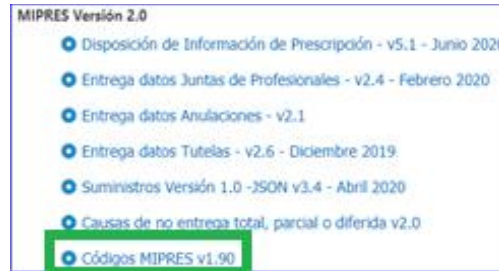 MIPRES Versión 2.0
Disposición de Información de Prescripción - v5.1 - Junio 2020
Entrega datos Juntas de Profesionales - v2.4 - Febrero 2020
Entrega datos Anulaciones - v2.1
Entrega datos Tutelas - v2.6 - Diciembre 2019
Suministros Versión 1.0 -JSON v3.4 - Abril 2020
Causas de no entrega total, parcial o diferida v2.0
Códigos MIPRES v1.90